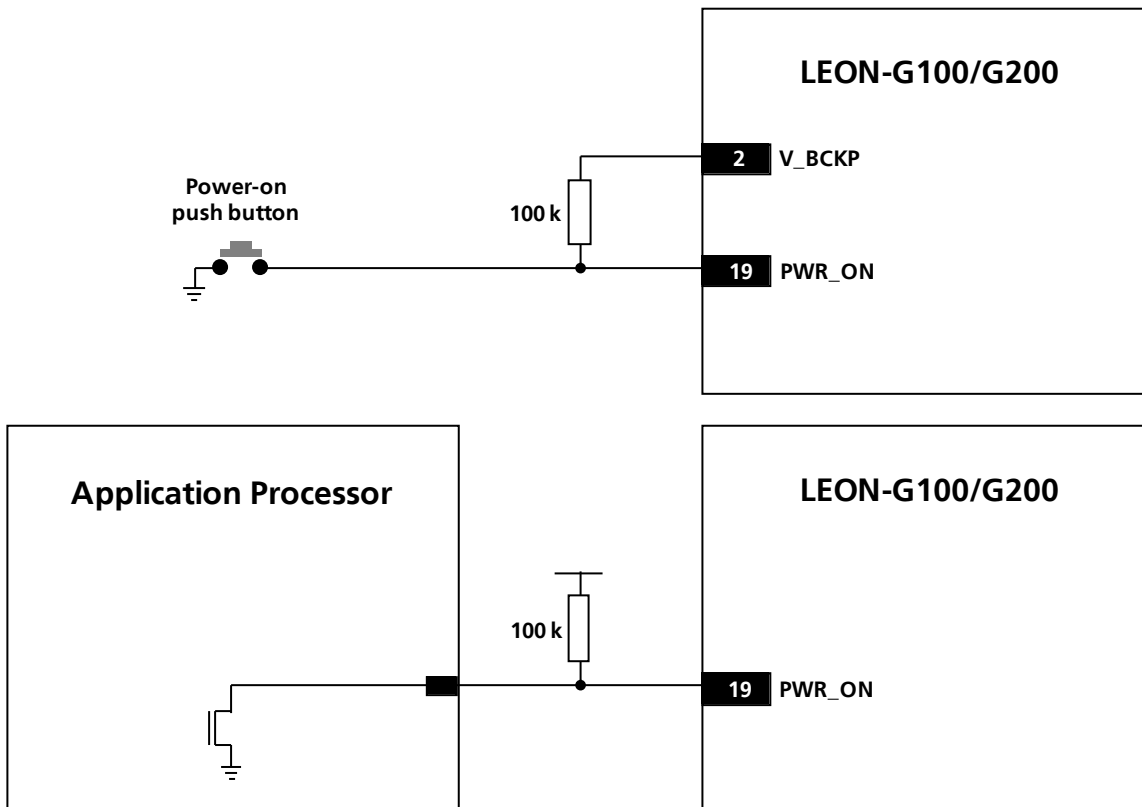 LEON-G100/G200
2 V_BCKP
Power-on
push button
100 k
19 PWR_ON
Application Processor
LEON-G100/G200
100 k
19 PWR_ON